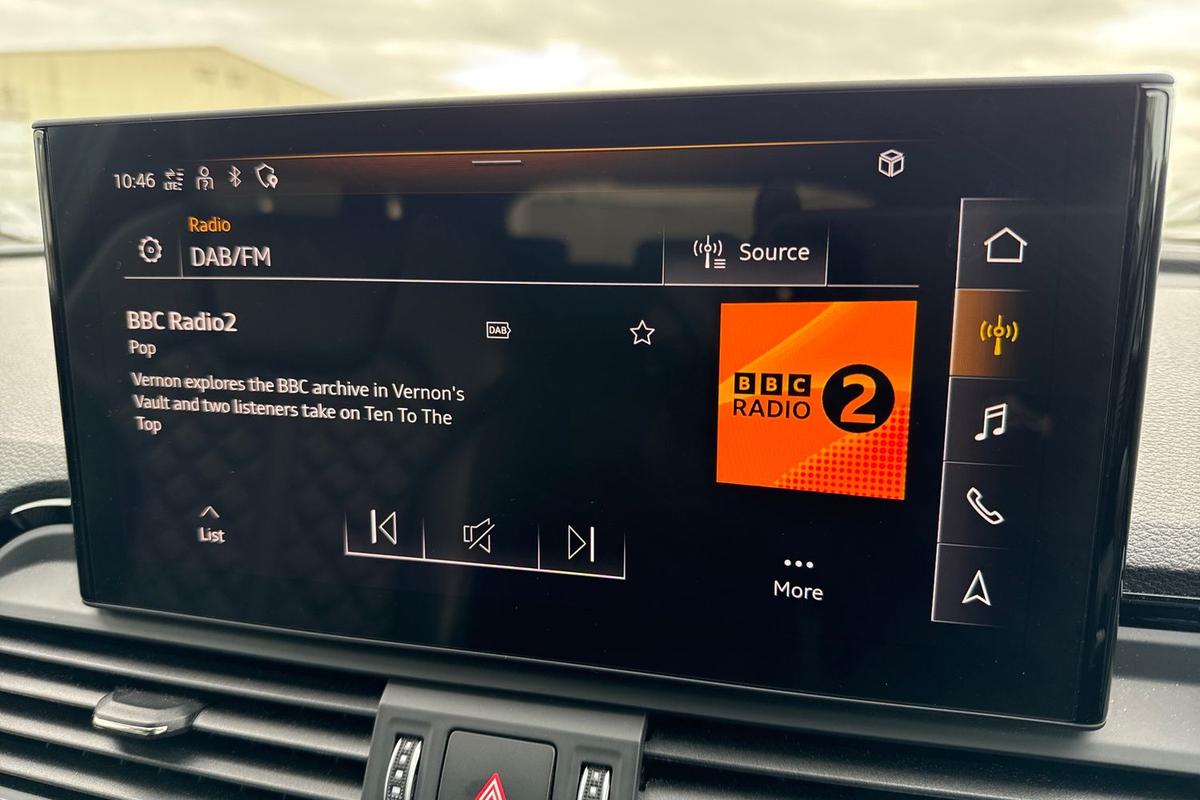 10:46 LTE
Radio
DAB/FM
Source
BBC Radio2
DAB
Pop
Vernon explores the BBC archive in Vernon's
Vault and two listeners take on Ten To The
Top
BBC
RADIO 2
List
More